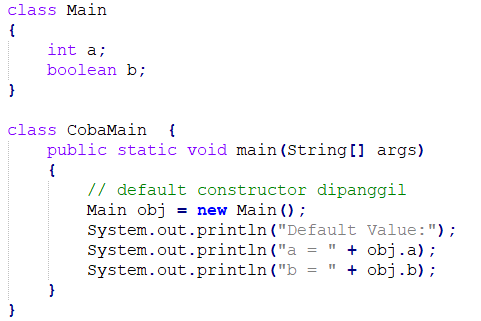 class Main
{
    int a;
    boolean b;
}

class CobaMain  {
    public static void main(String[] args)
    {
        // default constructor dipanggil
        Main obj = new Main();
        System.out.println("Default Value:");
        System.out.println("a = " + obj.a);
        System.out.println("b = " + obj.b);
    }
}